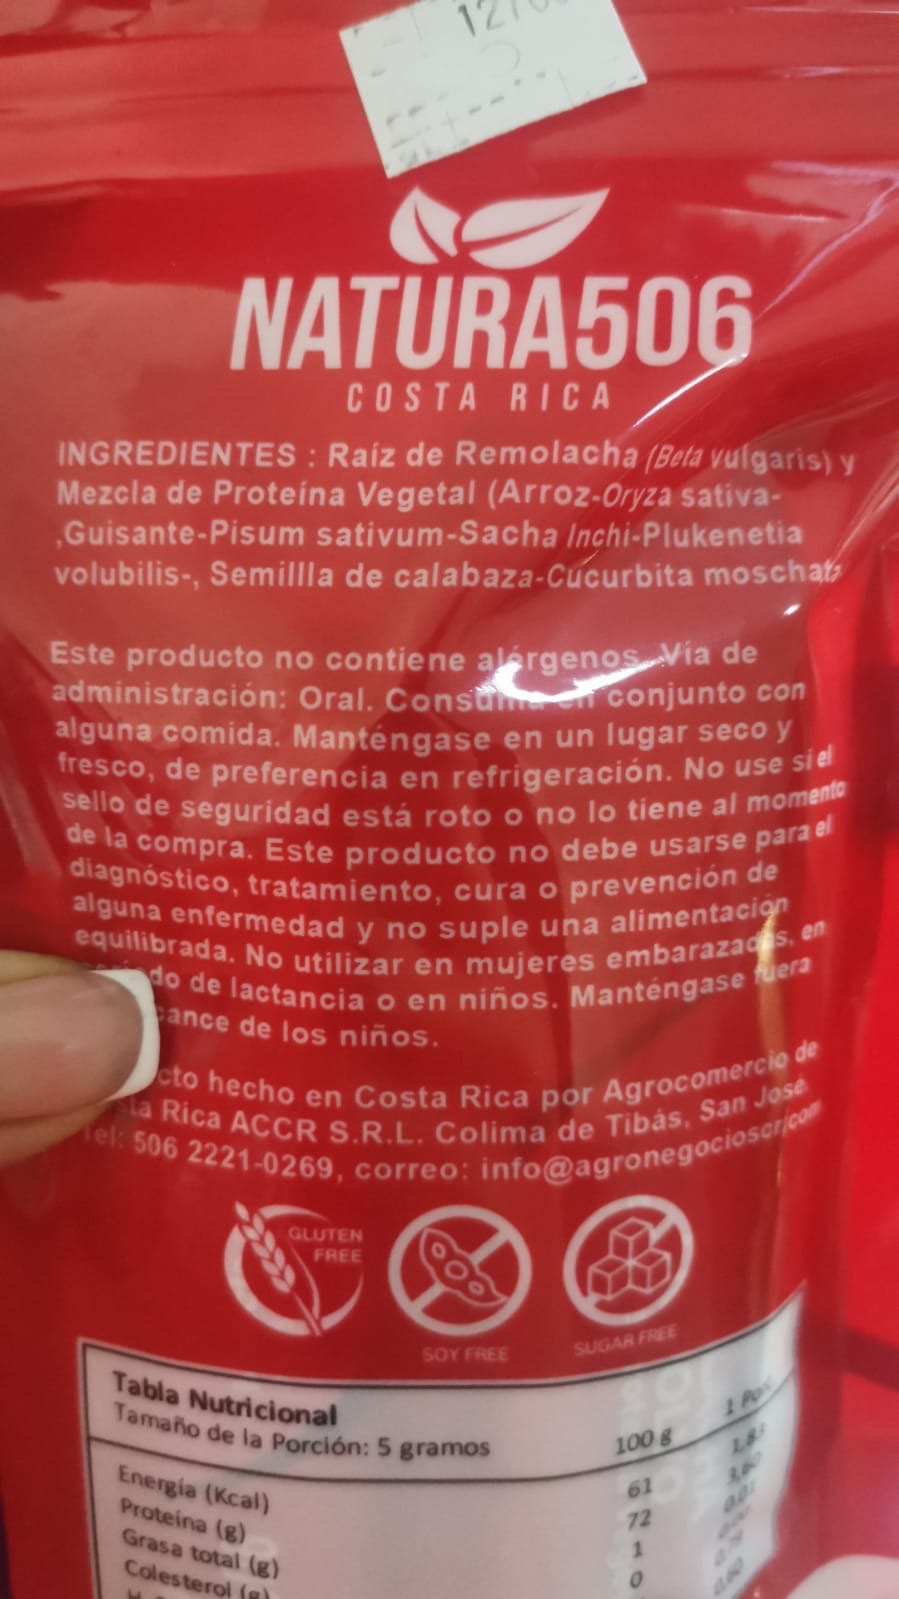 NATURA506
COSTA RICA
INGREDIENTES : Raíz de Remolacha (Beta vulgaris) y
Mezcla de Proteína Vegetal (Arroz-Oryza sativa-
,Guisante-Pisum sativum-Sacha Inchi-Plukenetia
volubilis-, Semillla de calabaza-Cucurbita moschata
Este producto no contiene alérgenos. Vía de
administración: Oral. Consuma en conjunto con
alguna comida. Manténgase en un lugar seco y
fresco, de preferencia en refrigeración. No use si el
sello de seguridad está roto o no lo tiene al momento
de la compra. Este producto no debe usarse para el
diagnóstico, tratamiento, cura o prevención de
alguna enfermedad y no suple una alimentación
equilibrada. No utilizar en mujeres embarazadas, en
de lactancia o en niños. Manténgase fuera
de los niños.
hecho en Costa Rica por Agrocomercio de
Rica ACCR S.R.L. Colima de Tibás, San José.
Tel: 506 2221-0269, correo: info@agronegocioscr.com
GLUTEN
FREE
SOY FREE
SUGAR FREE
Tabla Nutricional
Tamaño de la Porción: 5 gramos 100 g 1
Energía (Kcal) 61 1,83
Proteína (g) 72 3,60
Grasa total (g) 1
Colesterol (g) 0